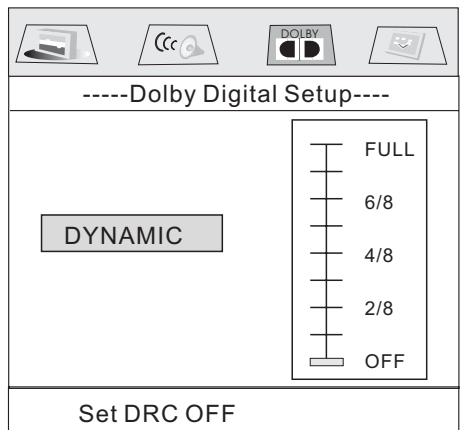 DOLBY
-----Dolby Digital Setup----
FULL
6/8
DYNAMIC
4/8
2/8
OFF
Set DRC OFF